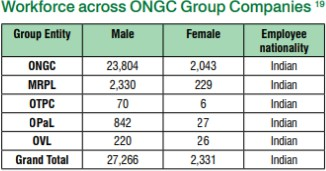 Workforce across ONGC Group Companies 19
Group Entity Male Female Employee nationality
ONGC 23,804 2,043 Indian
MRPL 2,330 229 Indian
OTPC 70 6 Indian
OPaL 842 27 Indian
OVL 220 26 Indian
Grand Total 27,266 2,331 Indian